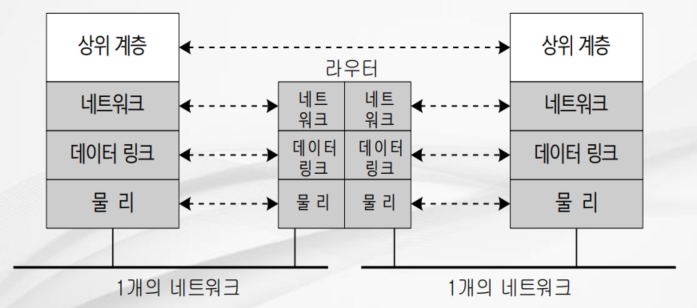 상위 계층
상위 계층
라우터
네트워크
네트
워크
네트
워크
네트워크
데이터 링크
데이터
링크
데이터
링크
데이터 링크
물 리
물 리
물 리
물 리
1개의 네트워크
1개의 네트워크